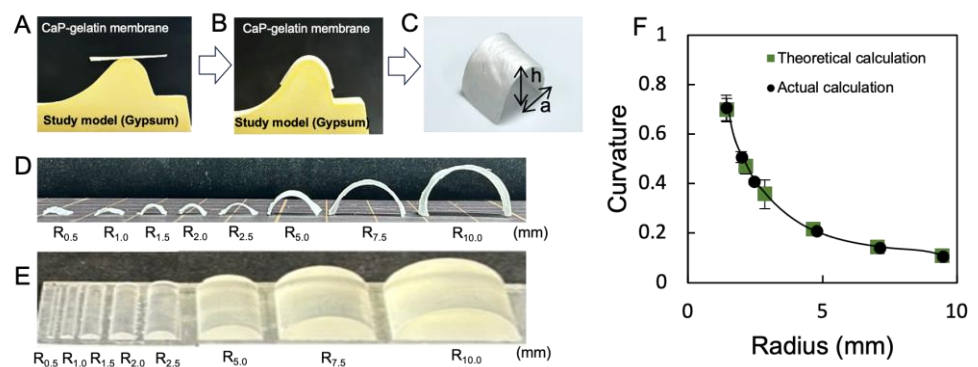 A
CaP-gelatin membrane
Study model (Gypsum)
B
CaP-gelatin membrane
Study model (Gypsum)
C
h
a
D
R0.5 R1.0 R1.5 R2.0 R2.5 R5.0 R7.5 R10.0 (mm)
E
R0.5 R1.0 R1.5 R2.0 R2.5 R5.0 R7.5 R10.0 (mm)
F
Theoretical calculation
Actual calculation
Curvature
1
0.8
0.6
0.4
0.2
0
0 5 10
Radius (mm)